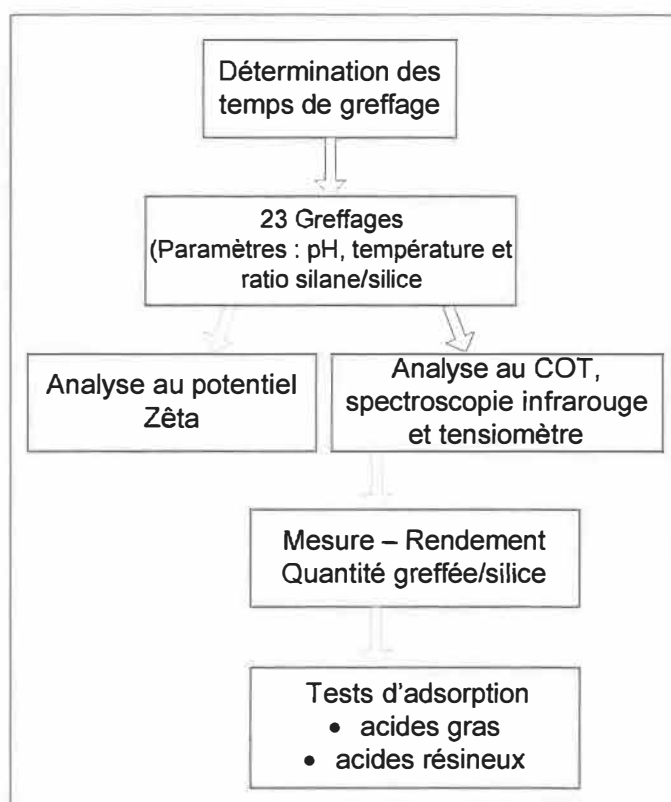 Détermination des
temps de greffage
23 Greffages
(Paramètres : pH, température et
ratio silane/silice
Analyse au potentiel
Zêta
Analyse au COT,
spectroscopie infrarouge
et tensiomètre
Mesure – Rendement
Quantité greffée/silice
Tests d'adsorption
• acides gras
• acides résineux